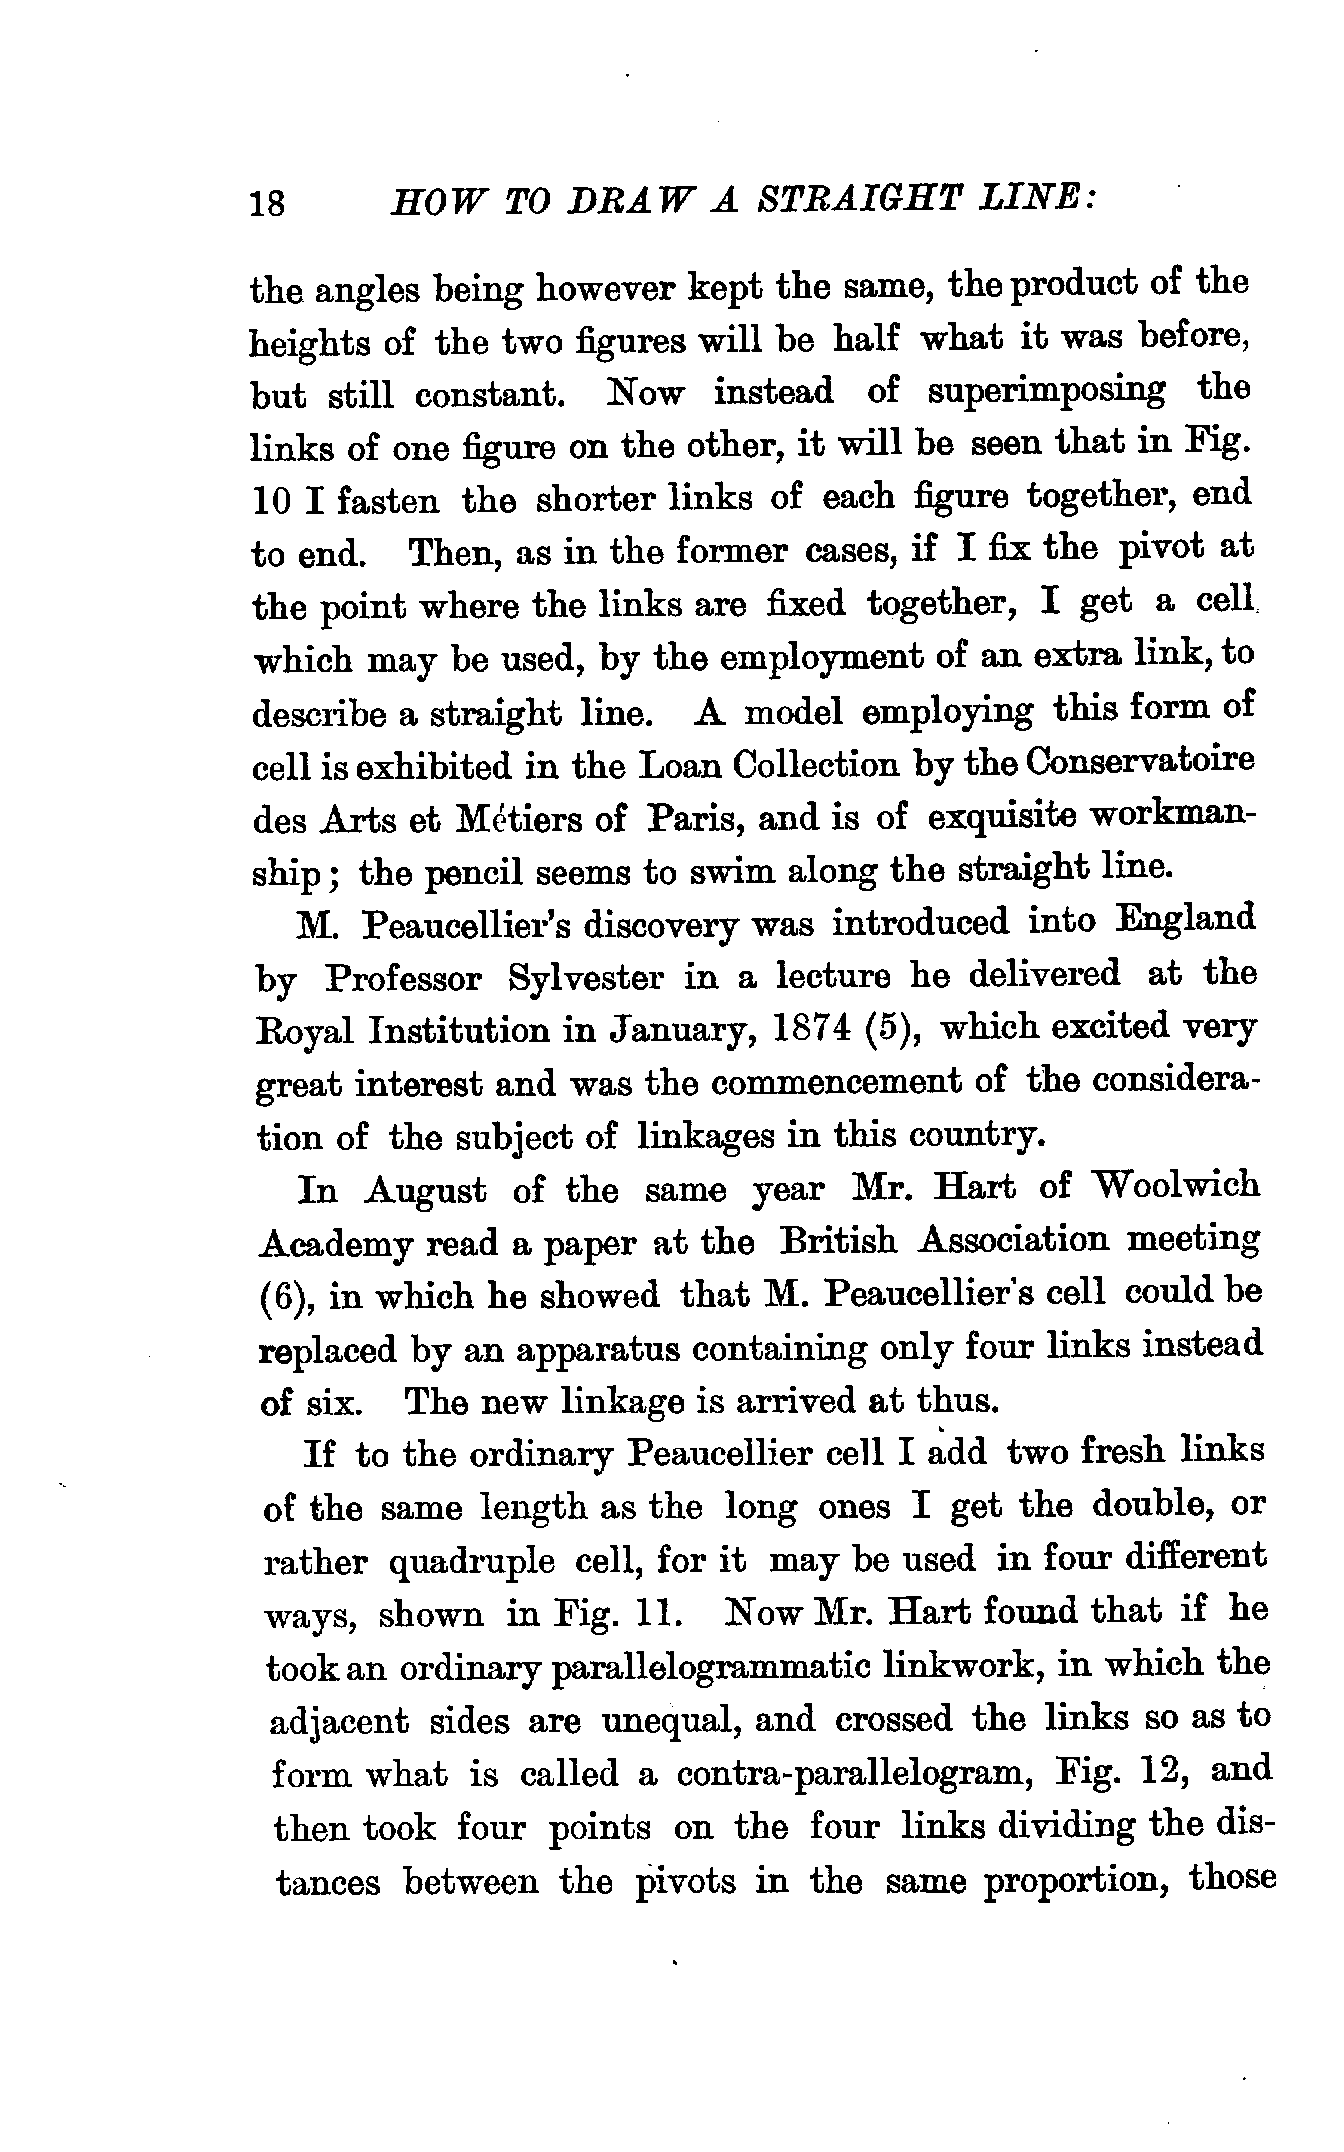 18 HOW TO DRAW A STRAIGHT LINE:
the angles being however kept the same, the product of the
heights of the two figures will be half what it was before,
but still constant. Now instead of superimposing the
links of one figure on the other, it will be seen that in Fig.
10 I fasten the shorter links of each figure together, end
to end. Then, as in the former cases, if I fix the pivot at
the point where the links are fixed together, I get a cell
which may be used, by the employment of an extra link, to
describe a straight line. A model employing this form of
cell is exhibited in the Loan Collection by the Conservatoire
des Arts et Métiers of Paris, and is of exquisite workman-
ship; the pencil seems to swim along the straight line.
M. Peaucellier's discovery was introduced into England
by Professor Sylvester in a lecture he delivered at the
Royal Institution in January, 1874 (5), which excited very
great interest and was the commencement of the considera-
tion of the subject of linkages in this country.
In August of the same year Mr. Hart of Woolwich
Academy read a paper at the British Association meeting
(6), in which he showed that M. Peaucellier's cell could be
replaced by an apparatus containing only four links instead
of six. The new linkage is arrived at thus.
If to the ordinary Peaucellier cell I add two fresh links
of the same length as the long ones I get the double, or
rather quadruple cell, for it may be used in four different
ways, shown in Fig. 11. Now Mr. Hart found that if he
took an ordinary parallelogrammatic linkwork, in which the
adjacent sides are unequal, and crossed the links so as to
form what is called a contra-parallelogram, Fig. 12, and
then took four points on the four links dividing the dis-
tances between the pivots in the same proportion, those